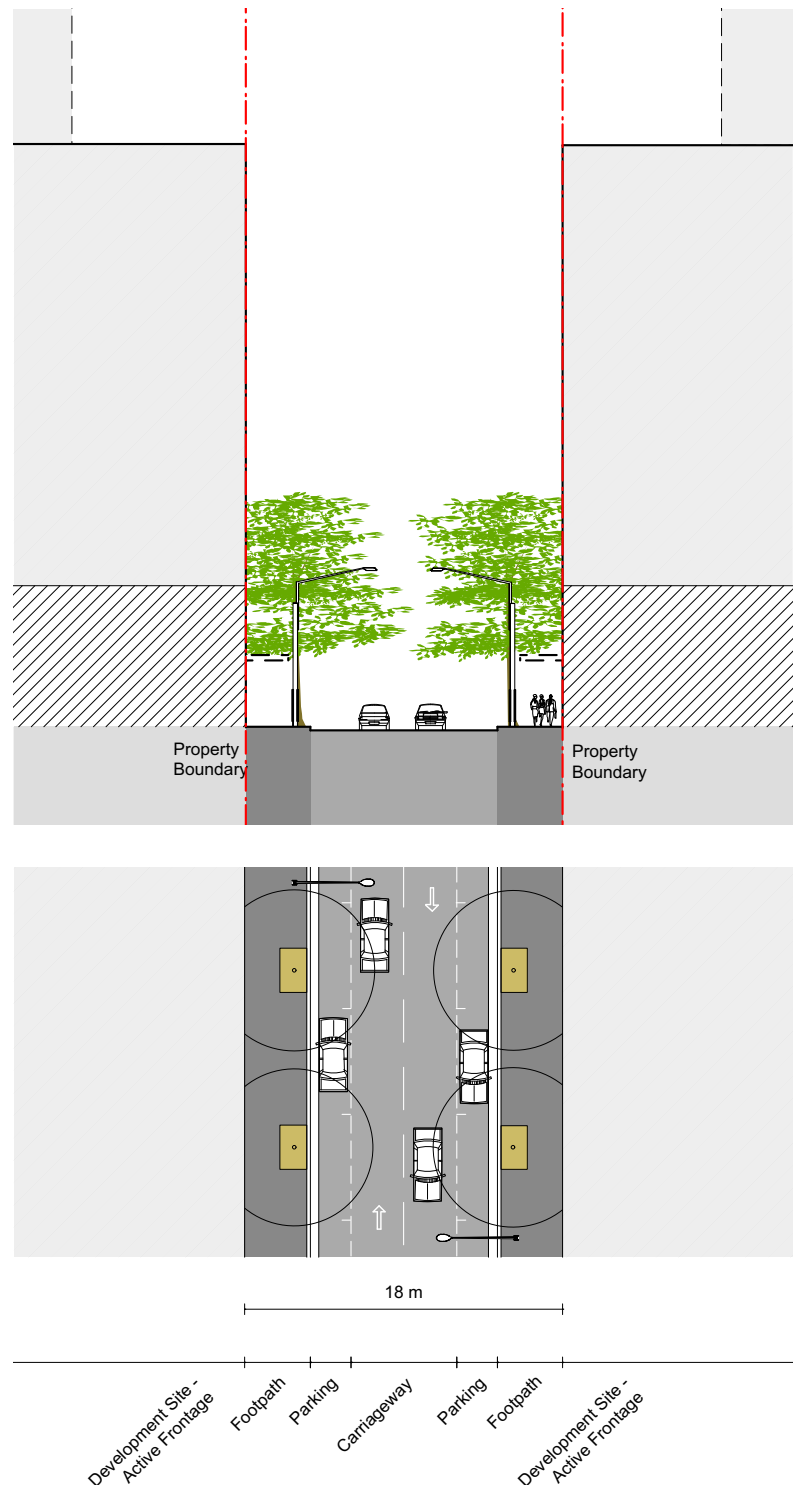 Property
Boundary
Property
Boundary
18 m
Development Site -
Active Frontage
Footpath
Parking
Carriageway
Parking
Footpath
Development Site -
Active Frontage